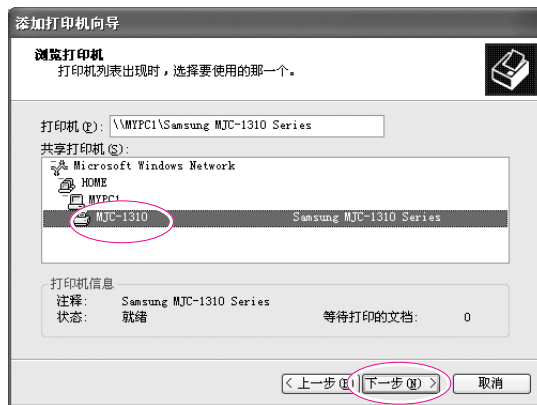 添加打印机向导
浏览打印机
打印机列表出现时，选择要使用的那一个。
打印机(P): \\MYPC1\Samsung MJC-1310 Series
共享打印机(S):
Microsoft Windows Network
HOME
MYPC1
MJC-1310 Samsung MJC-1310 Series
打印机信息
注释: Samsung MJC-1310 Series
状态: 就绪 等待打印的文档: 0
< 上一步(B) 下一步(N) > 取消